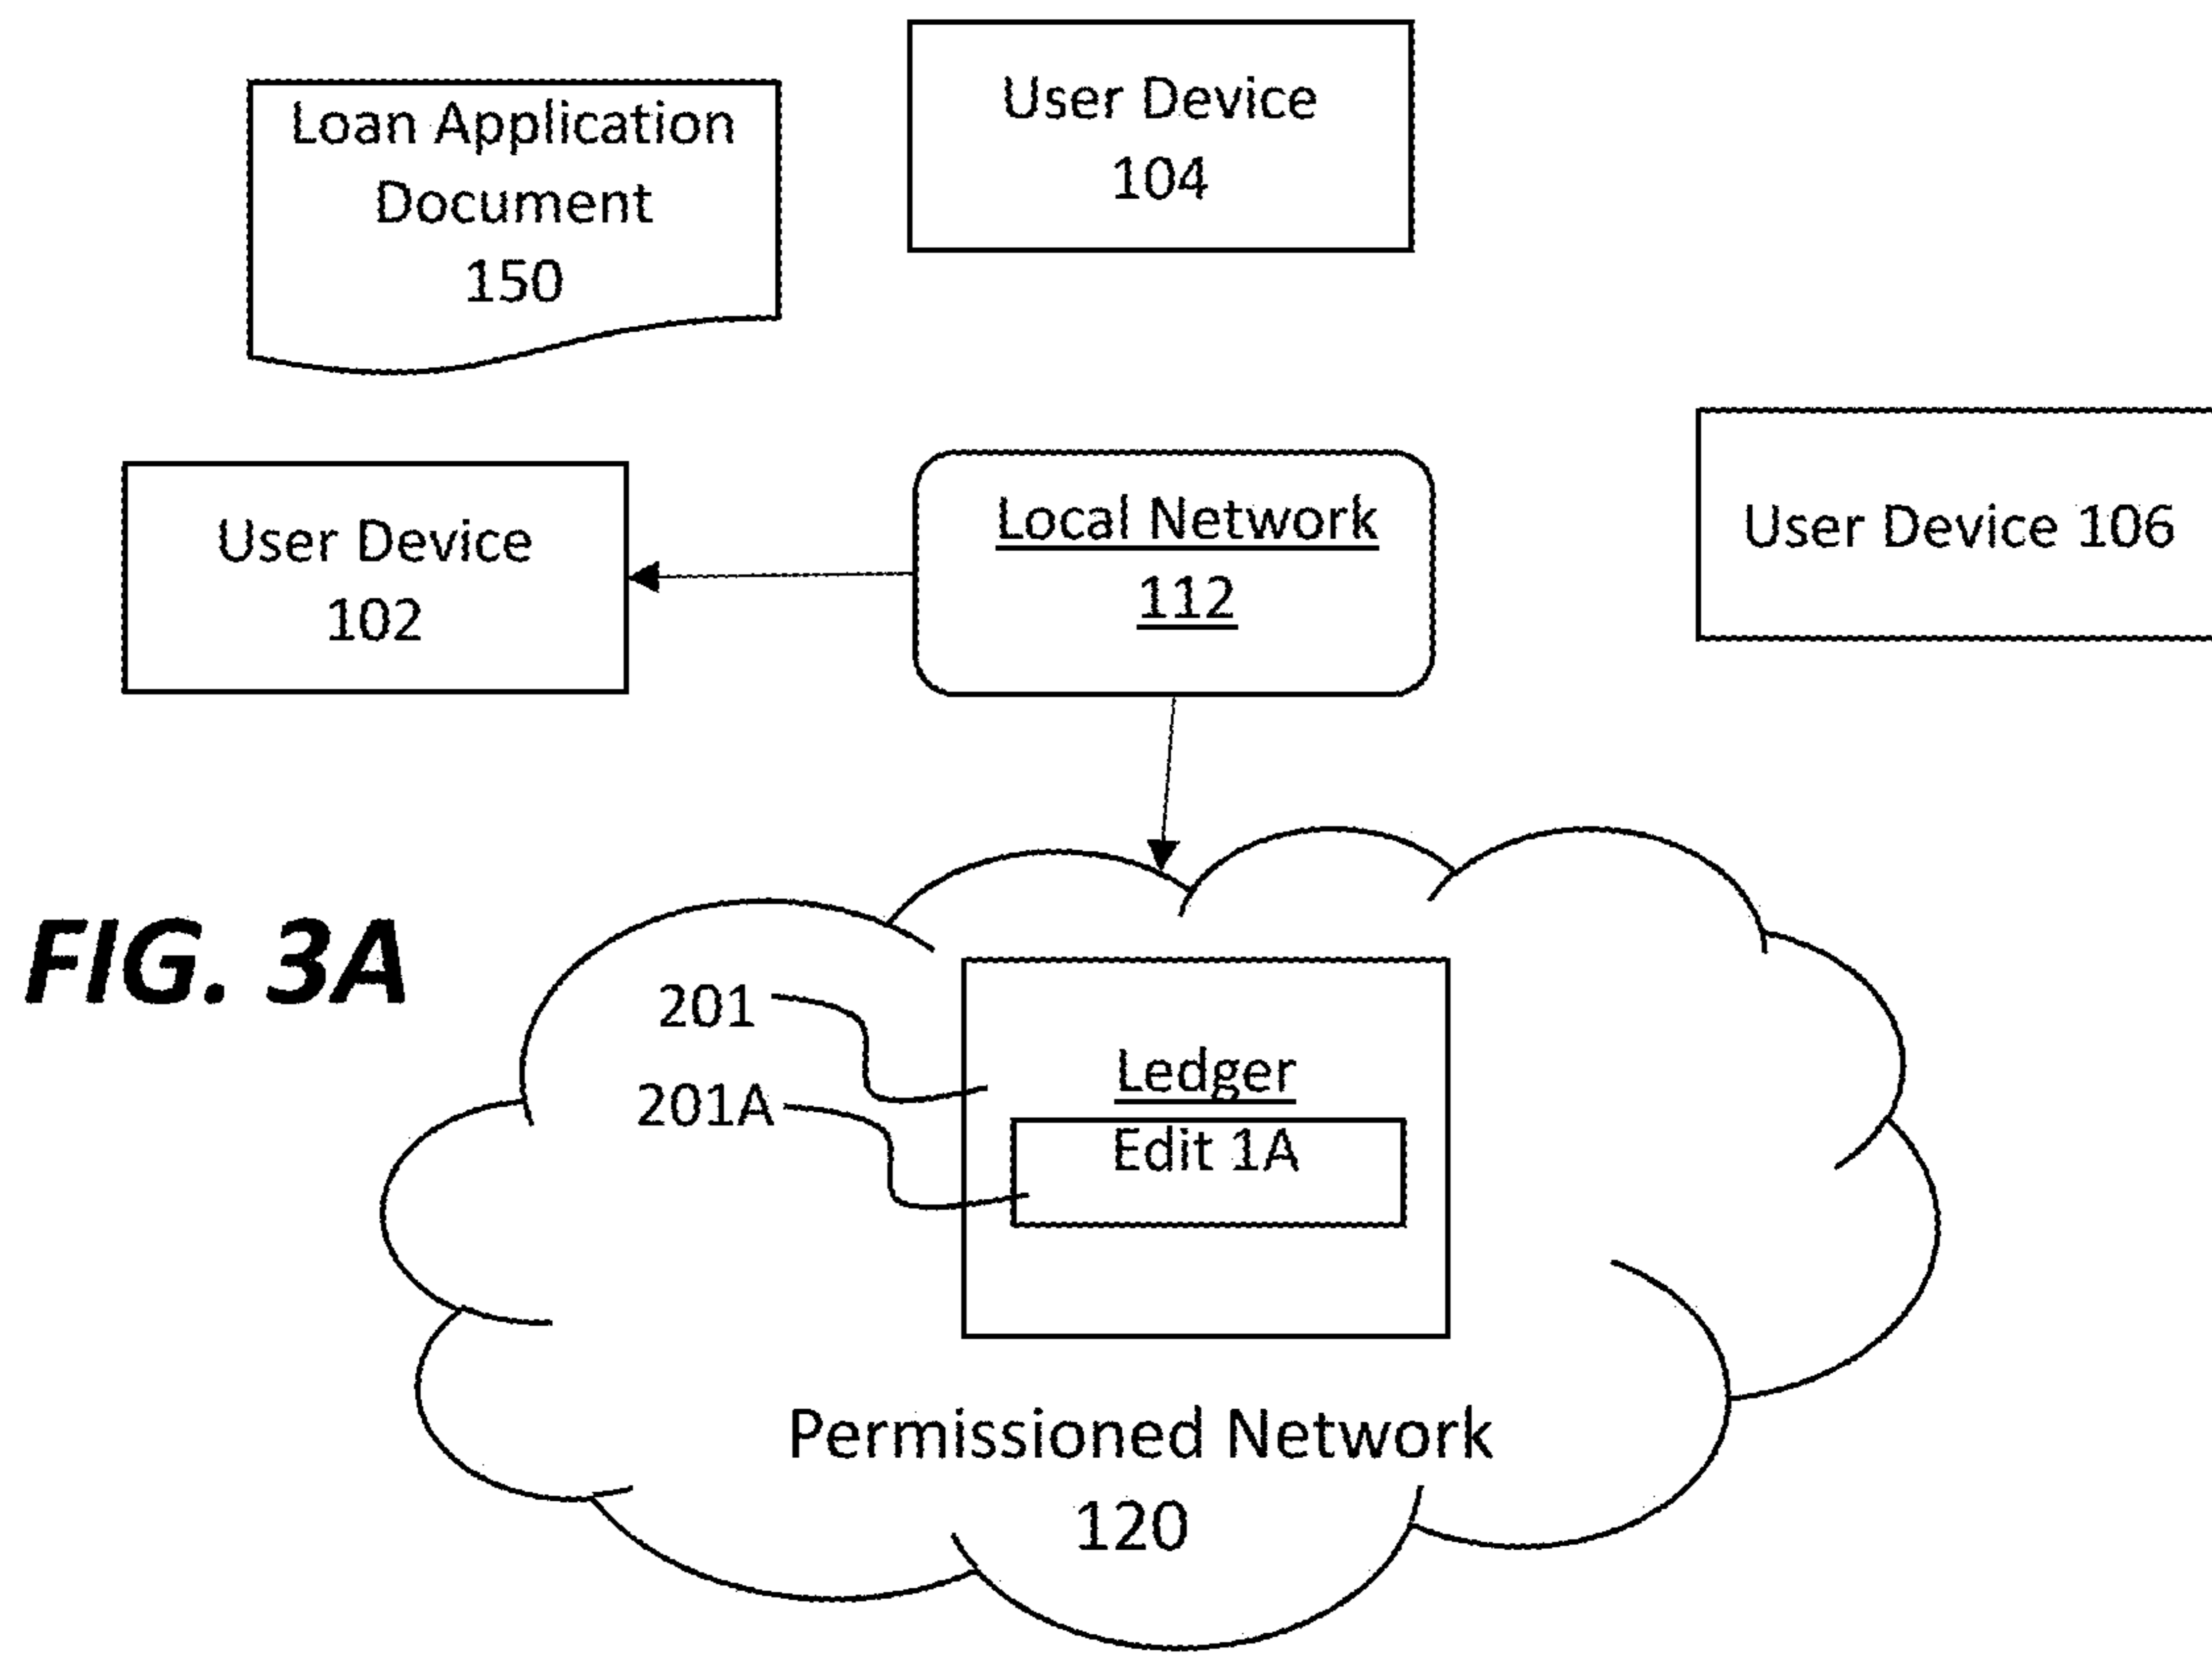 User Device
104
Loan Application
Document
150
User Device
102
Local Network
112
User Device 106
FIG. 3A
201
201A
Ledger
Edit 1A
Permissioned Network
120